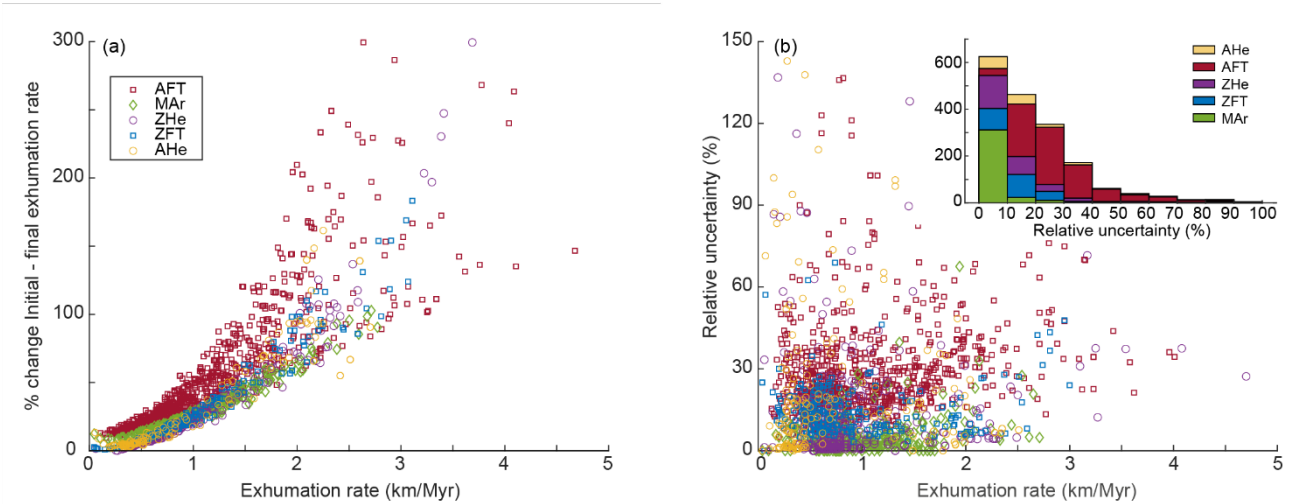 (a)
300
200
100
0
0 1 2 3 4 5
% change Initial - final exhumation rate
Exhumation rate (km/Myr)
AFT
MAr
ZHe
ZFT
AHe
(b)
150
120
90
60
30
0
0 1 2 3 4 5
Relative uncertainty (%)
Exhumation rate (km/Myr)
600
400
200
0
0 10 20 30 40 50 60 70 80 90 100
Relative uncertainty (%)
AHe
AFT
ZHe
ZFT
MAr